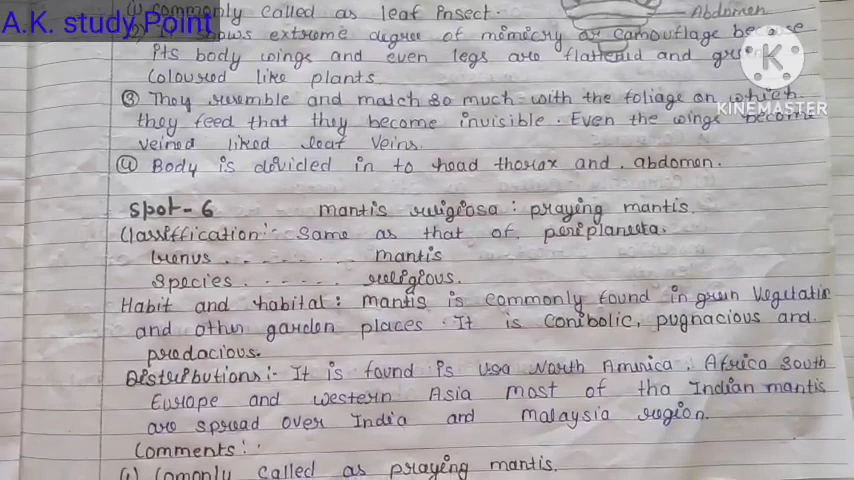 (1) Commonly called as leaf insect.
Abdomen
A.K. study Point
shows extreme degree of mimicry or camouflage because
its body wings and even legs are flattend and green
Coloured like plants
KINEMASTER
③ They resemble and match so much with the foliage on which
they feed that they become invisible. Even the wings become
veined liked leaf veins.
④ Body is devided in to head thorax and . abdomen.
Spot-6 mantis religiosa: praying mantis.
Classiffication:- Same as that of periplaneta.
Genus . . . . . . . . mantis
Species . . . . . . religious.
Habit and habitat: mantis is commonly found in green Vegetatio
and other garden places. It is conibolic, pugnacious and
predacious.
Distributions:- It is found is usa North America. Africa south
Europe and western Asia most of tha Indian mantis
are spread over India and malaysia region.
Comments:-
(1) Comonly called as praying mantis.